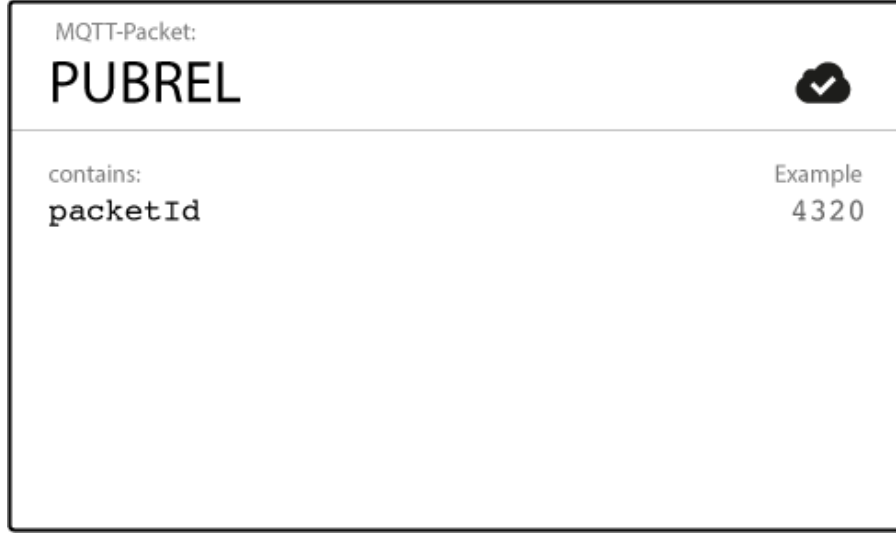 MQTT-Packet:
PUBREL
contains:
Example
packetId
4320